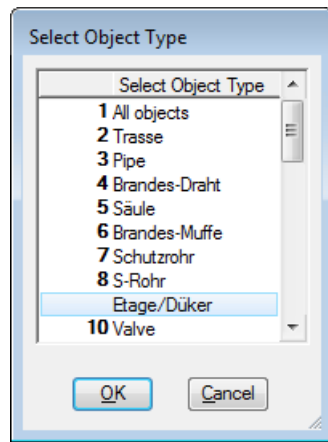 Select Object Type
Select Object Type
1 All objects
2 Trasse
3 Pipe
4 Brandes-Draht
5 Säule
6 Brandes-Muffe
7 Schutzrohr
8 S-Rohr
Etage/Düker
10 Valve
OK
Cancel